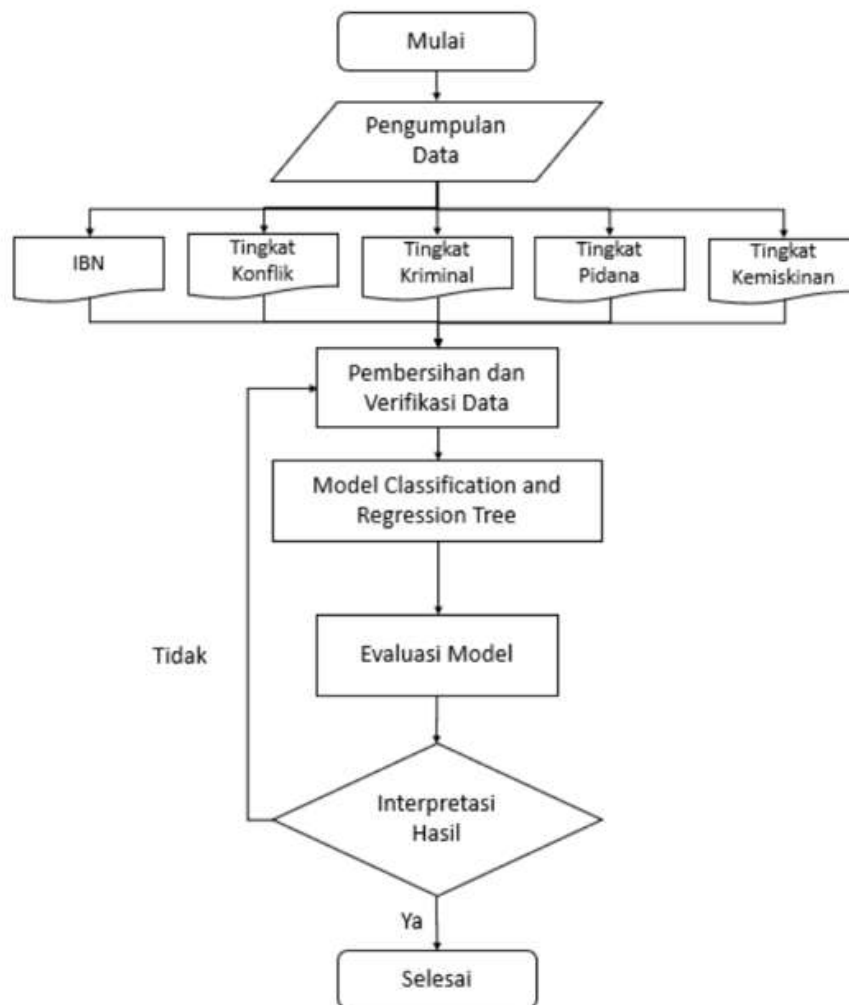 Mulai
Pengumpulan
Data
IBN
Tingkat
Konflik
Tingkat
Kriminal
Tingkat
Pidana
Tingkat
Kemiskinan
Pembersihan dan
Verifikasi Data
Model Classification and
Regression Tree
Evaluasi Model
Tidak
Interpretasi
Hasil
Ya
Selesai